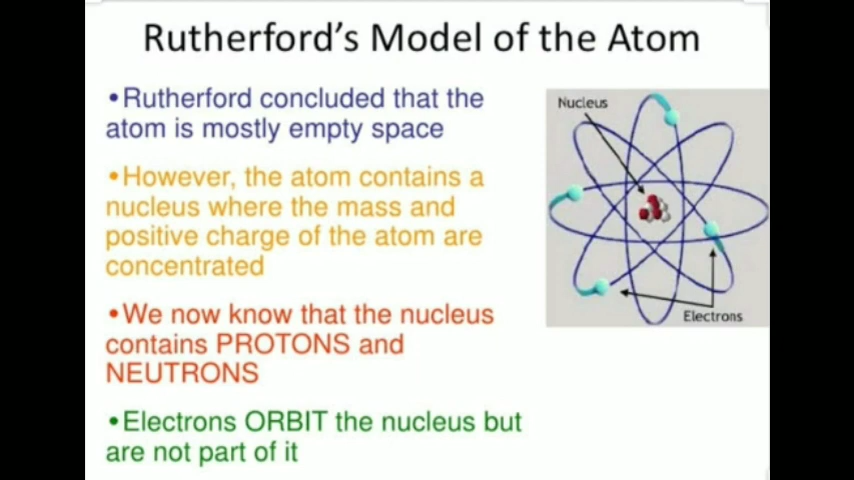 Rutherford's Model of the Atom
•Rutherford concluded that the
atom is mostly empty space
•However, the atom contains a
nucleus where the mass and
positive charge of the atom are
concentrated
•We now know that the nucleus
contains PROTONS and
NEUTRONS
•Electrons ORBIT the nucleus but
are not part of it
Nucleus
Electrons